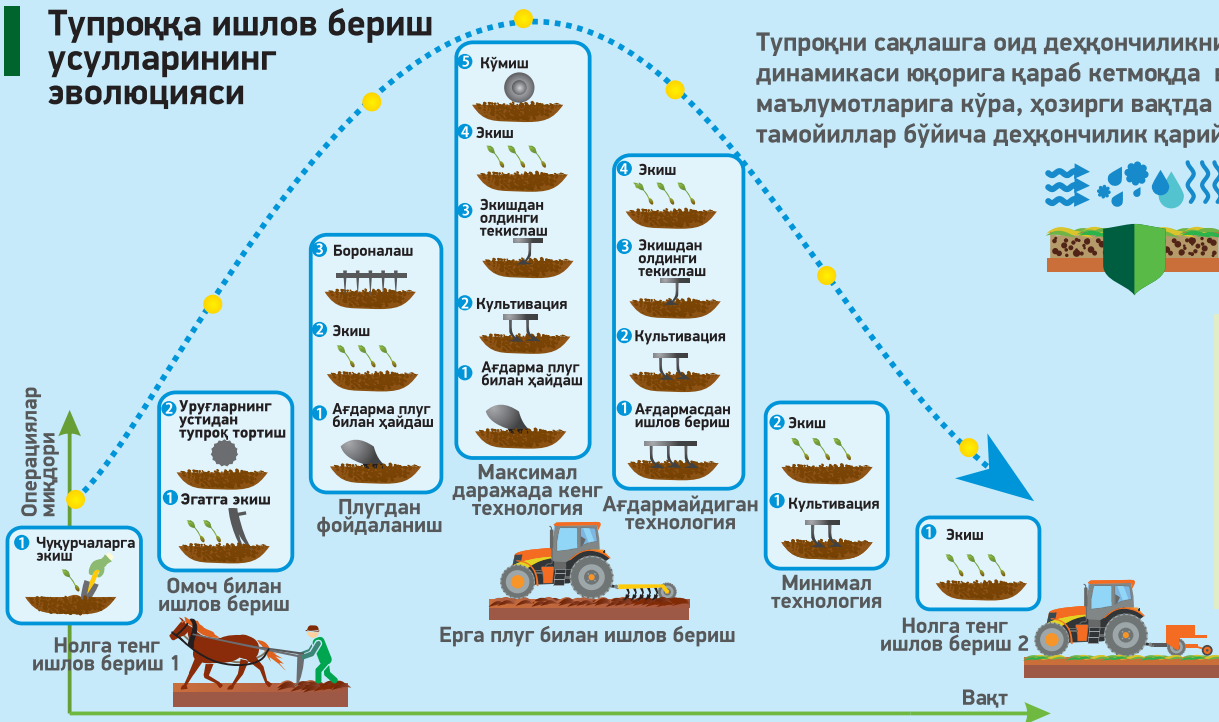 Тупроққа ишлов бериш
усулларининг
эволюцияси
Тупроқни сақлашга оид деҳқончиликни
динамикаси юқорига қараб кетмоқда
маълумотларига кўра, ҳозирги вақтда
тамойиллар бўйича деҳқончилик қарий
Операциялар
миқдори
1 Чуқурчаларга
экиш
Нолга тенг
ишлов бериш 1
2 Уруғларнинг
устидан
тупроқ тортиш
1 Эгатга экиш
Омоч билан
ишлов бериш
3 Бороналаш
2 Экиш
1 Ағдарма плуг
билан ҳайдаш
Плугдан
фойдаланиш
5 Кўмиш
4 Экиш
3 Экишдан
олдинги
текислаш
2 Культивация
1 Ағдарма плуг
билан ҳайдаш
Максимал
даражада кенг
технология
4 Экиш
3 Экишдан
олдинги
текислаш
2 Культивация
1 Ағдармасдан
ишлов бериш
Ағдармайдиган
технология
Ерга плуг билан ишлов бериш
2 Экиш
1 Культивация
Минимал
технология
1 Экиш
Нолга тенг
ишлов бериш 2
Вақт